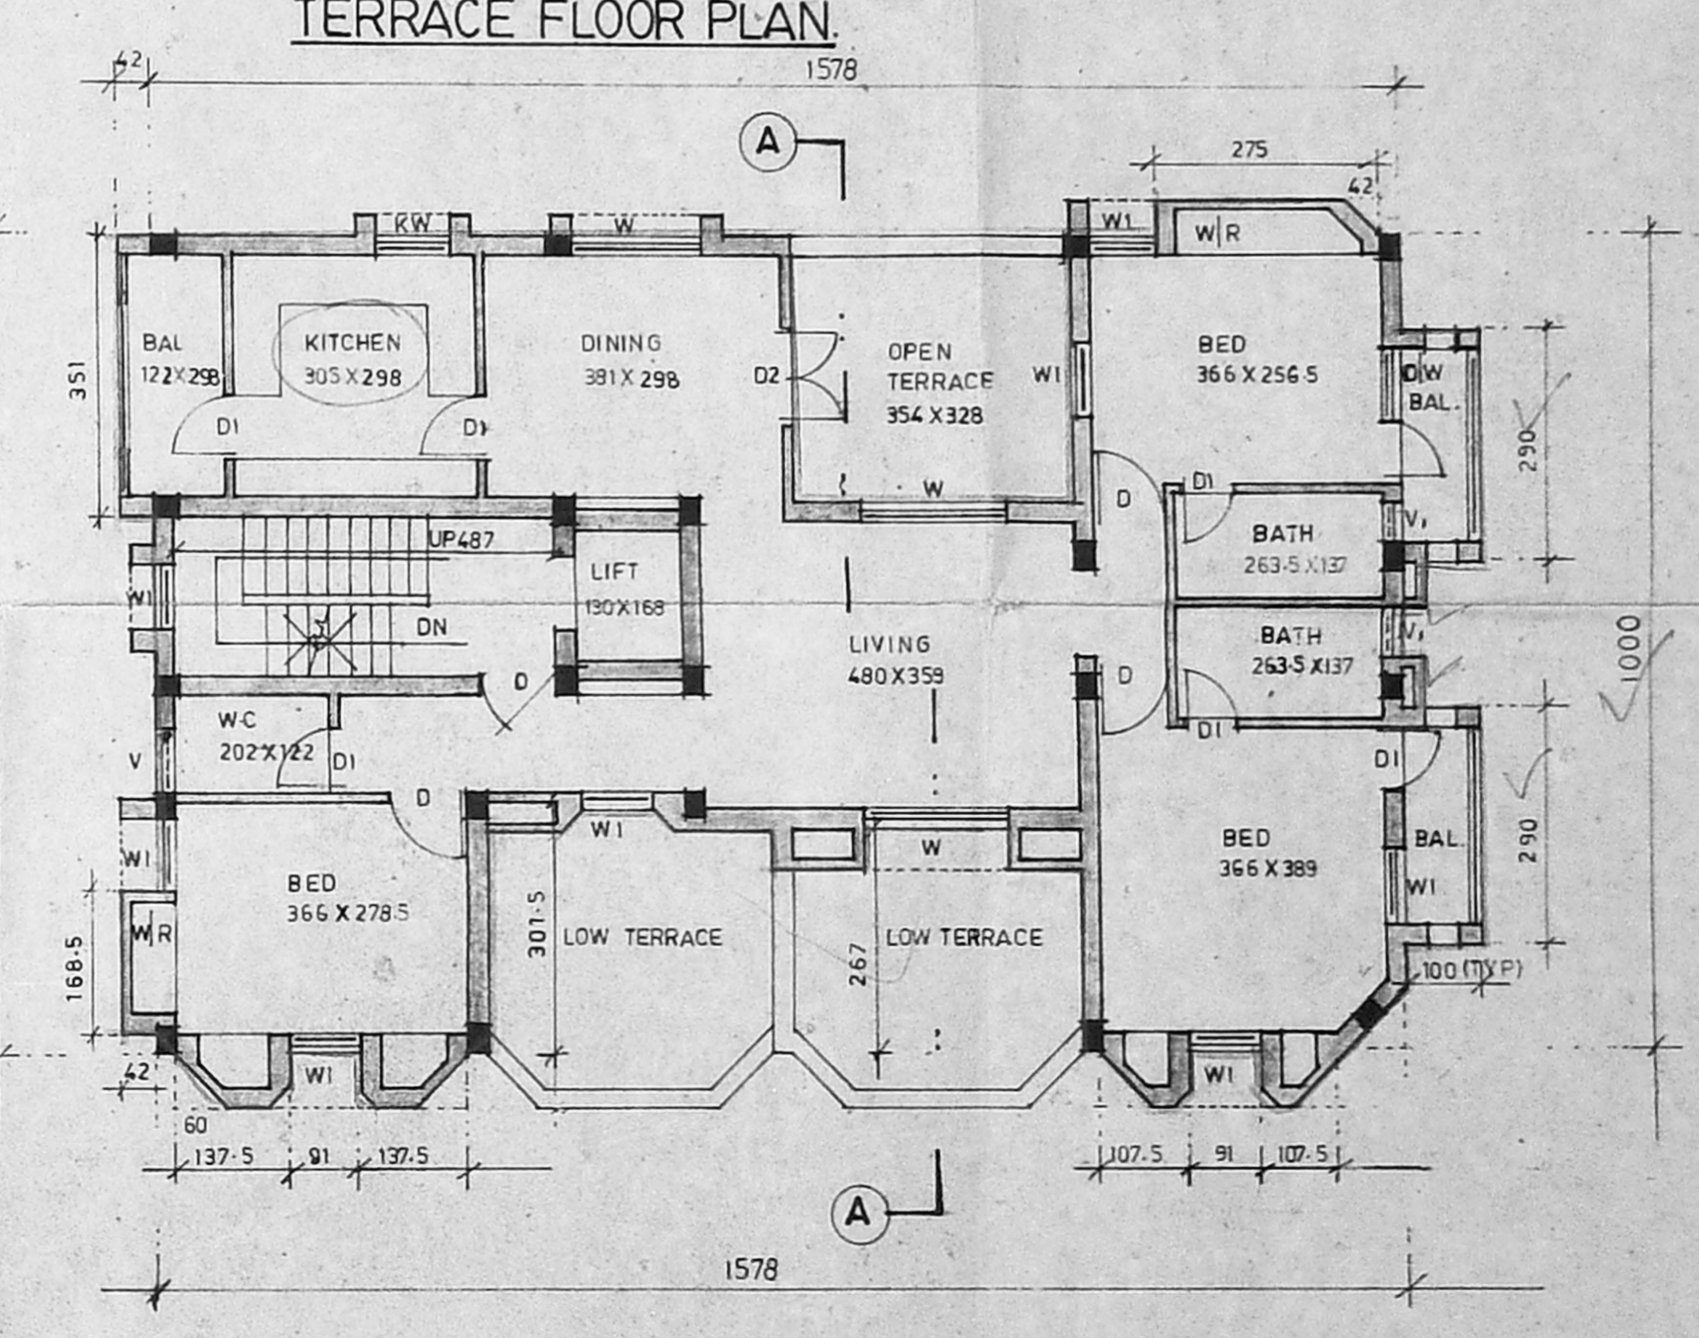 TERRACE FLOOR PLAN.
42
1578
A
275
42
KW
W
W1
W R
351
BAL
122X298
KITCHEN
305X298
DINING
381X298
D2
OPEN
TERRACE
354X328
W1
BED
366X256.5
BAL.
290
D1
D1
W
D
D1
V1
UP487
LIFT
130X168
BATH
263.5X137
W1
DN
LIVING
480X359
BATH
263.5X137
V1
1000
D
D
W.C
202X122
D1
V
D1
D1
D
W1
W
W1
BED
366X278.5
W R
168.5
301.5
LOW TERRACE
267
LOW TERRACE
BED
366X389
BAL.
W1
290
100 (TYP)
42
W1
W1
60
137.5
91
137.5
107.5
91
107.5
A
1578